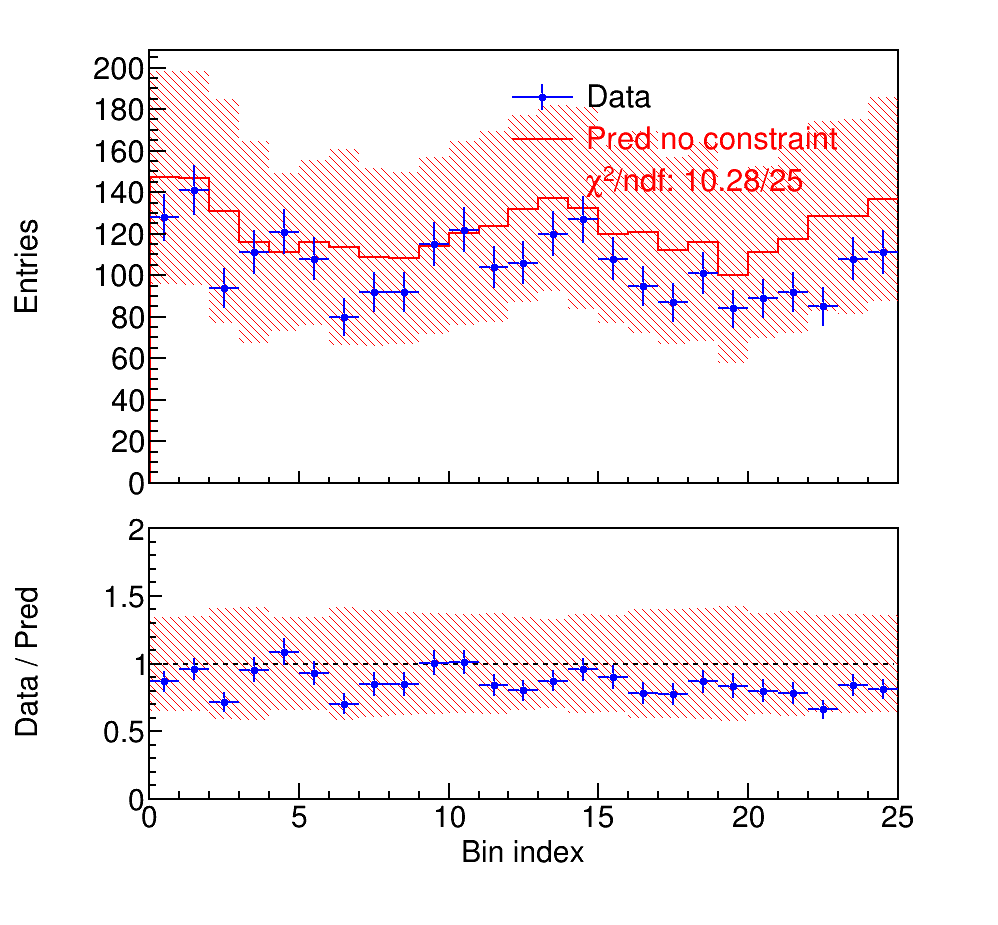 200
180
160
140
120
100
80
60
40
20
0
Entries
Data
Pred no constraint
χ²/ndf: 10.28/25
2
1.5
1
0.5
0
Data / Pred
0 5 10 15 20 25
Bin index